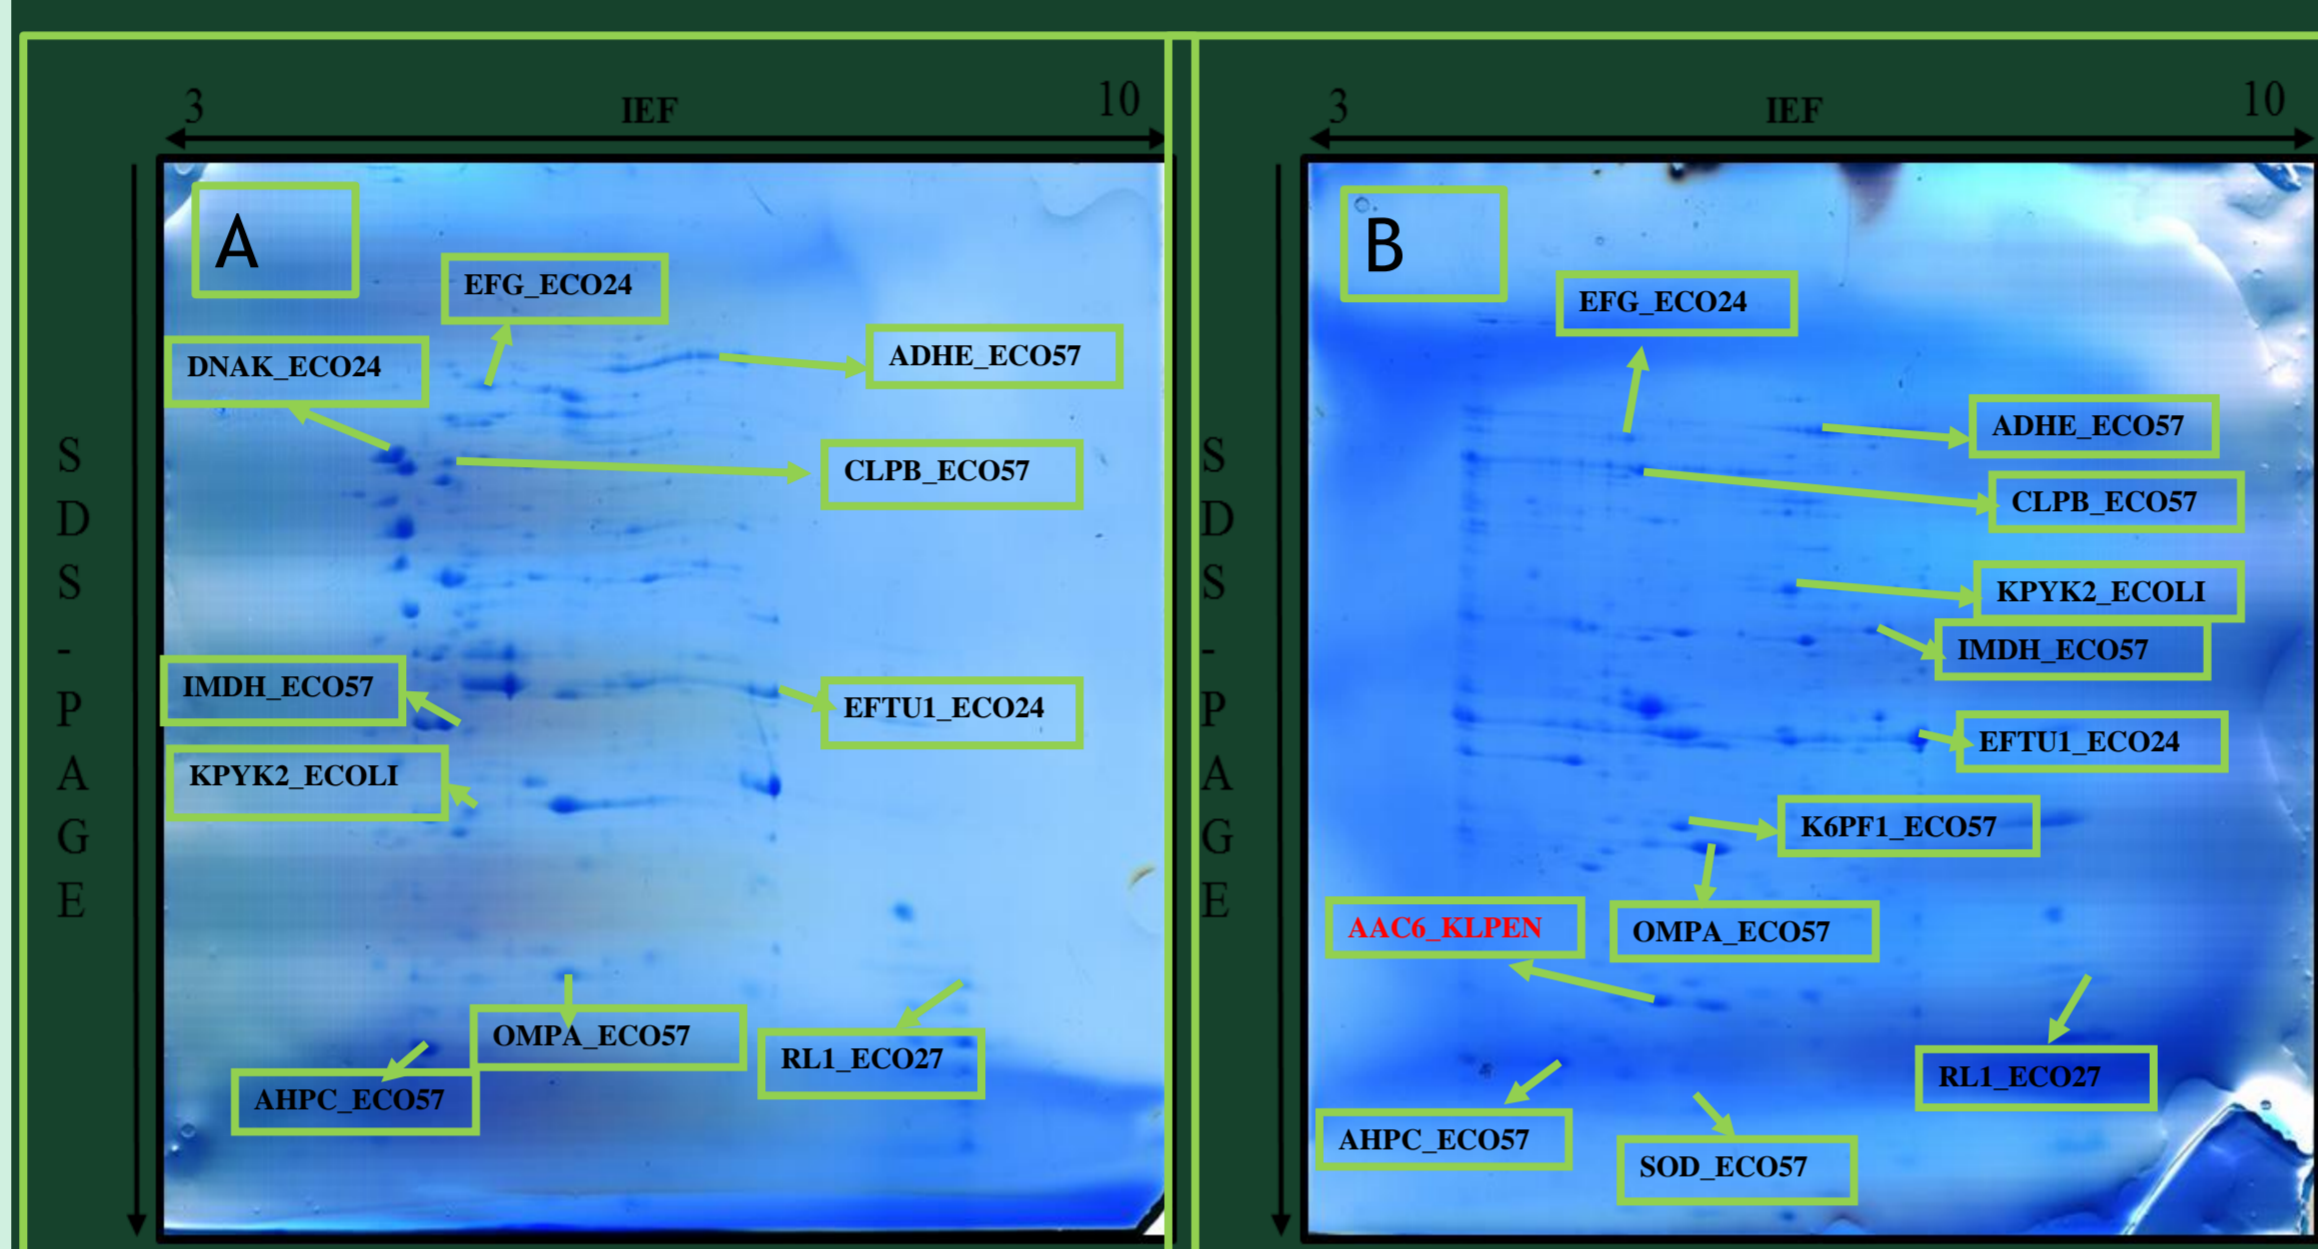 3
IEF
10
A
EFG_ECO24
DNAK_ECO24
ADHE_ECO57
CLPB_ECO57
IMDH_ECO57
EFTU1_ECO24
KPYK2_ECOLI
OMPA_ECO57
RL1_ECO27
AHPC_ECO57
S
D
S
-
P
A
G
E
3
IEF
10
B
EFG_ECO24
ADHE_ECO57
CLPB_ECO57
KPYK2_ECOLI
IMDH_ECO57
EFTU1_ECO24
K6PF1_ECO57
AAC6_KLPEN
OMPA_ECO57
RL1_ECO27
AHPC_ECO57
SOD_ECO57
S
D
S
-
P
A
G
E